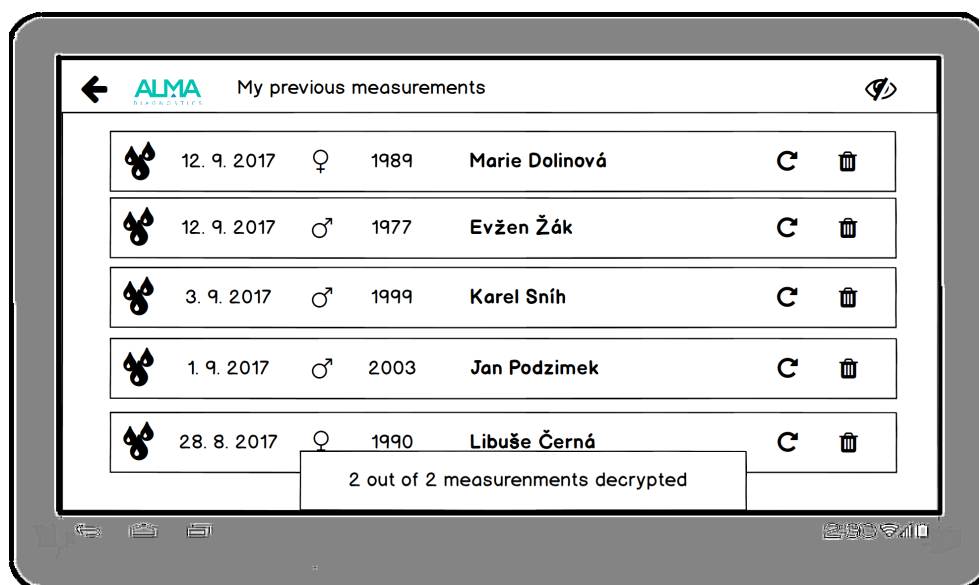 ALMA My previous measurements
DIAGNOSTICS
12. 9. 2017 1989 Marie Dolinová
12. 9. 2017 1977 Evžen Žák
3. 9. 2017 1999 Karel Sníh
1. 9. 2017 2003 Jan Podzimek
28. 8. 2017 1990 Libuše Černá
2 out of 2 measurenments decrypted